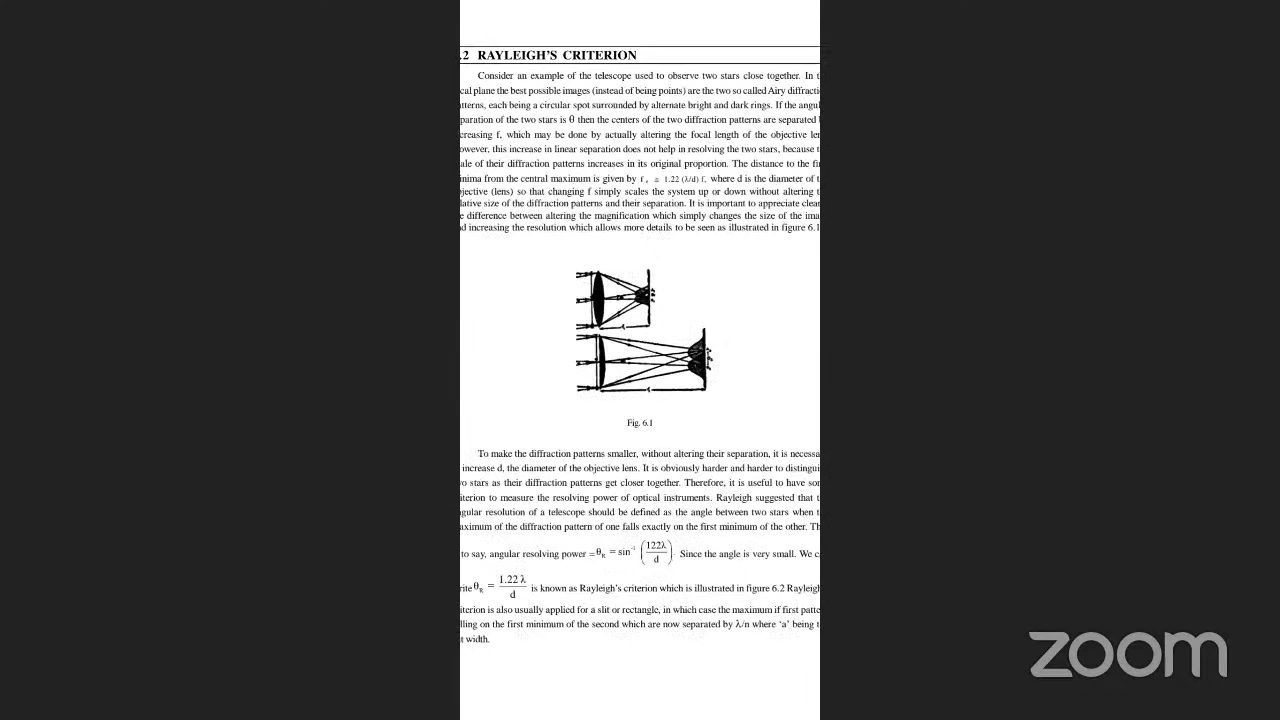 .2 RAYLEIGH'S CRITERION
Consider an example of the telescope used to observe two stars close together. In t
cal plane the best possible images (instead of being points) are the two so called Airy diffracti
tterns, each being a circular spot surrounded by alternate bright and dark rings. If the angul
paration of the two stars is θ then the centers of the two diffraction patterns are separated
creasing f, which may be done by actually altering the focal length of the objective len
owever, this increase in linear separation does not help in resolving the two stars, because t
ale of their diffraction patterns increases in its original proportion. The distance to the fir
inima from the central maximum is given by = 1.22 (λ/d) f, where d is the diameter of t
jective (lens) so that changing f simply scales the system up or down without altering t
lative size of the diffraction patterns and their separation. It is important to appreciate clear
e difference between altering the magnification which simply changes the size of the ima
d increasing the resolution which allows more details to be seen as illustrated in figure 6.1
Fig. 6.1
To make the diffraction patterns smaller, without altering their separation, it is necessa
increase d, the diameter of the objective lens. It is obviously harder and harder to distingui
o stars as their diffraction patterns get closer together. Therefore, it is useful to have som
iterion to measure the resolving power of optical instruments. Rayleigh suggested that t
gular resolution of a telescope should be defined as the angle between two stars when t
aximum of the diffraction pattern of one falls exactly on the first minimum of the other. Th
to say, angular resolving power = θR = sin⁻¹ (122λ/d). Since the angle is very small. We c
rite θR = 1.22 λ/d is known as Rayleigh's criterion which is illustrated in figure 6.2 Rayleig
iterion is also usually applied for a slit or rectangle, in which case the maximum if first patte
lling on the first minimum of the second which are now separated by λ/n where 'a' being t
t width.
zoom